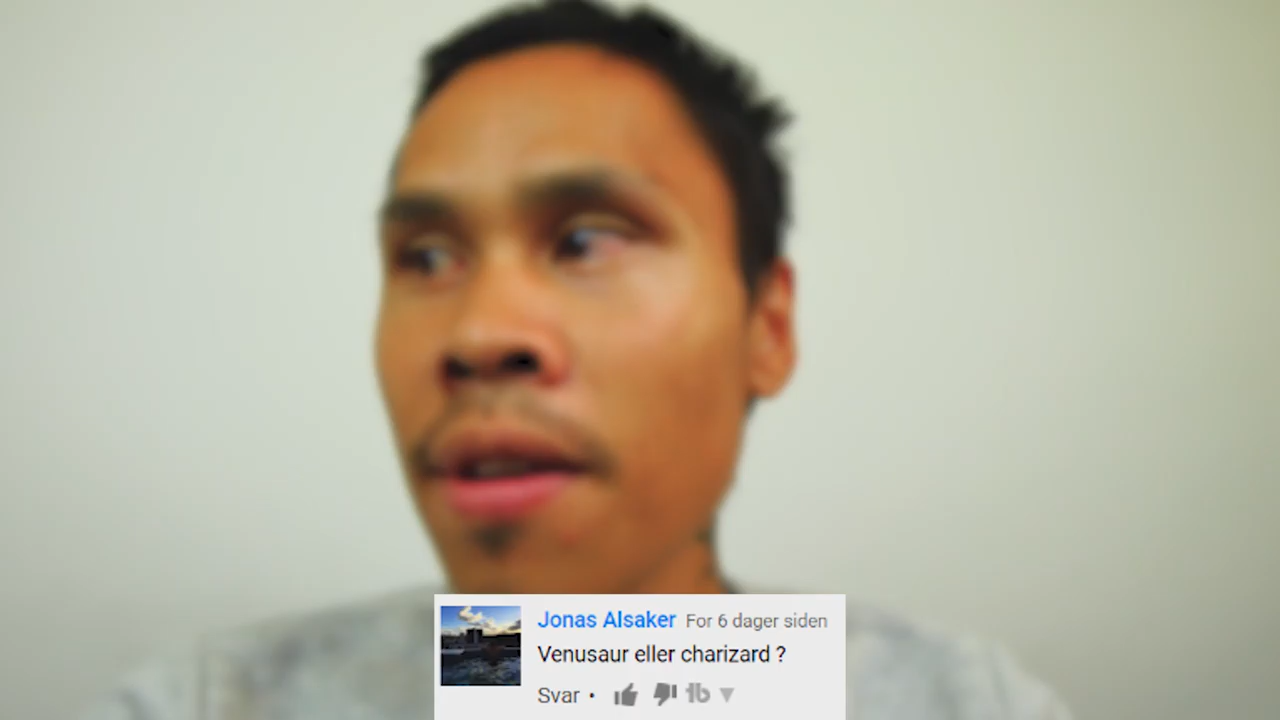 Jonas Alsaker For 6 dager siden
Venusaur eller charizard ?
Svar •